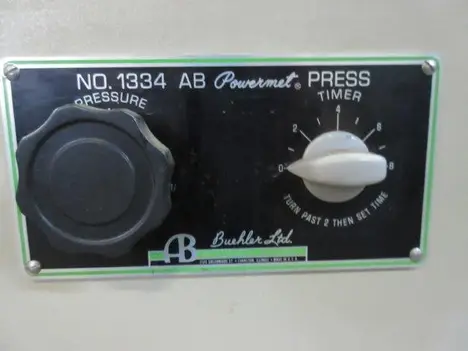 NO. 1334 AB Powermet® PRESS
PRESSURE
TIMER
0 2 4 6 8
TURN PAST 2 THEN SET TIME
AB Buehler Ltd.